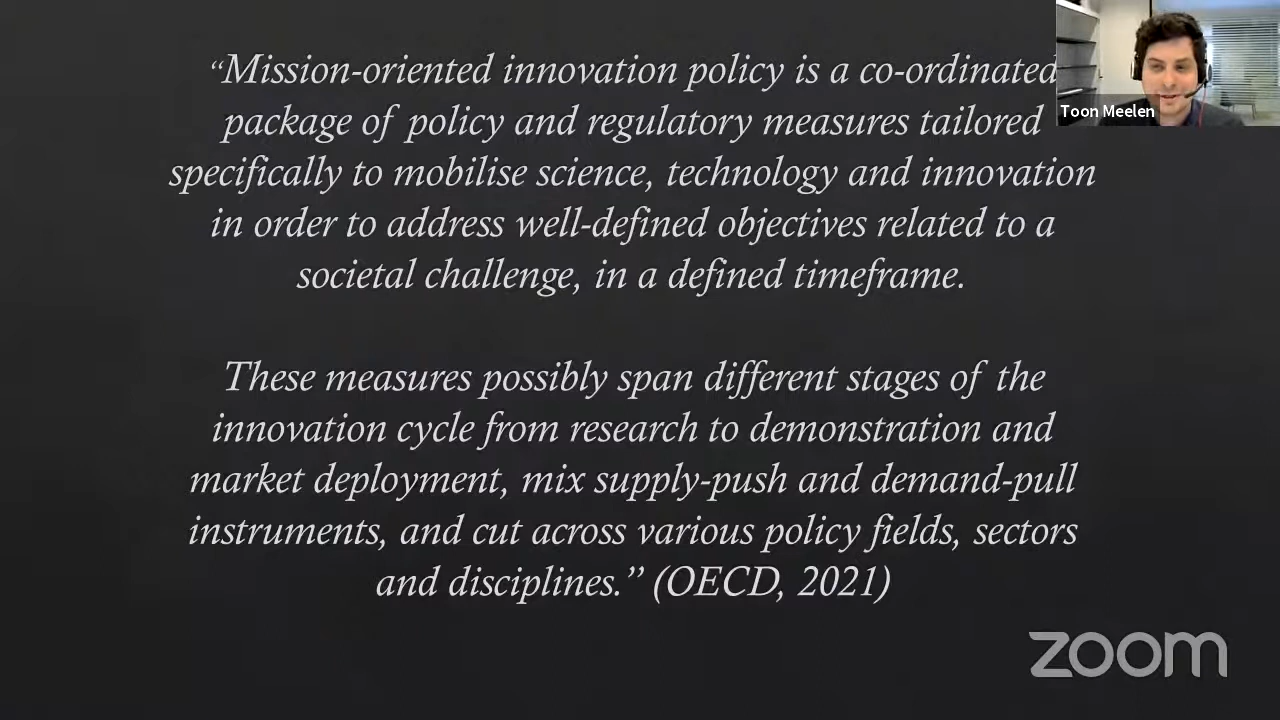 “Mission-oriented innovation policy is a co-ordinated
package of policy and regulatory measures tailored
specifically to mobilise science, technology and innovation
in order to address well-defined objectives related to a
societal challenge, in a defined timeframe.
These measures possibly span different stages of the
innovation cycle from research to demonstration and
market deployment, mix supply-push and demand-pull
instruments, and cut across various policy fields, sectors
and disciplines.” (OECD, 2021)
Toon Meelen
zoom